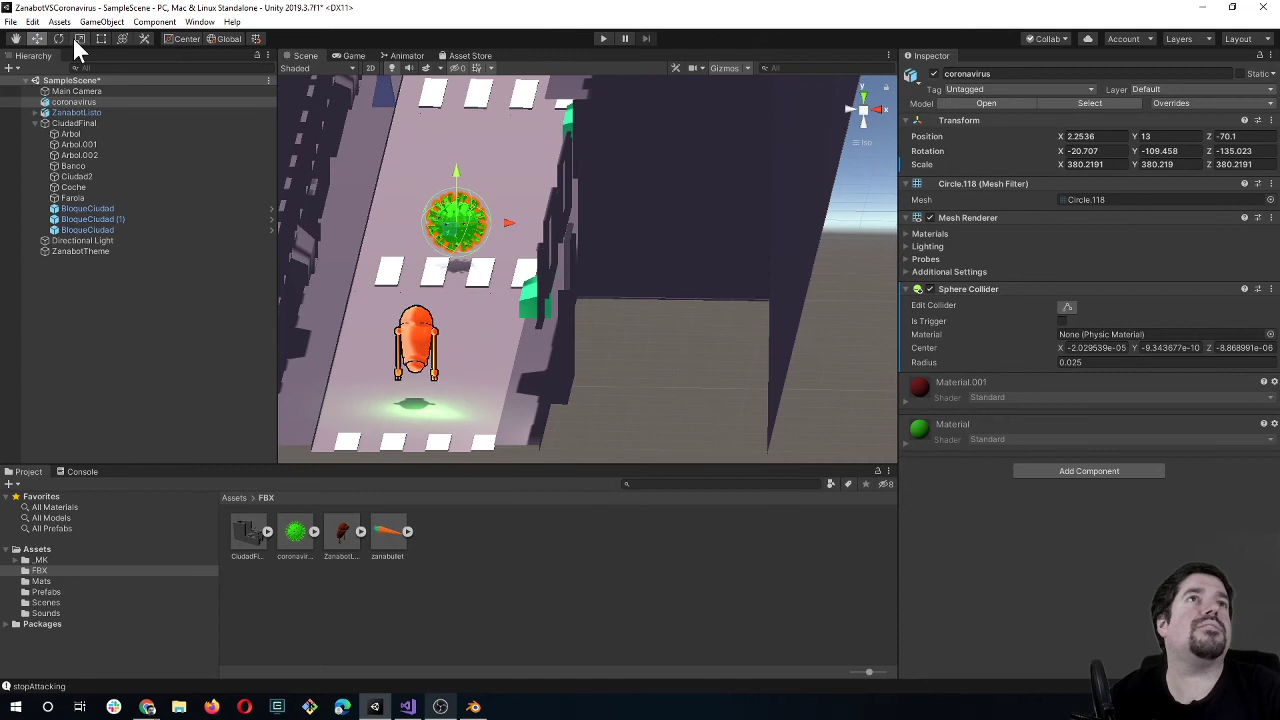 ZanabotVSCoronavirus - SampleScene - PC, Mac & Linux Standalone - Unity 2019.3.7f1* <DX11>
File Edit Assets GameObject Component Window Help
Center Global Collab Account Layers Layout
Hierarchy Scene Game Animator Asset Store Inspector
All Shaded 2D 0 Gizmos All coronavirus Static
SampleScene*
Main Camera
coronavirus
ZanabotListo
CiudadFinal
Arbol
Arbol.001
Arbol.002
Banco
Ciudad2
Coche
Farola
BloqueCiudad
BloqueCiudad (1)
BloqueCiudad
Directional Light
ZanabotTheme
y
x
Iso
Tag Untagged Layer Default
Model Open Select Overrides
Transform
Position X 2.2536 Y 13 Z -70.1
Rotation X -20.707 Y -109.458 Z -135.023
Scale X 380.2191 Y 380.219 Z 380.2191
Circle.118 (Mesh Filter)
Mesh Circle.118
Mesh Renderer
Materials
Lighting
Probes
Additional Settings
Sphere Collider
Edit Collider
Is Trigger
Material None (Physic Material)
Center X -2.029539e-05 Y -9.343677e-10 Z -8.868991e-06
Radius 0.025
Material.001
Shader Standard
Material
Shader Standard
Add Component
Project Console
8
Favorites
All Materials
All Models
All Prefabs
Assets
_MK
FBX
Mats
Prefabs
Scenes
Sounds
Packages
Assets > FBX
CiudadFi... coronavir... ZanabotL... zanabullet
stopAttacking